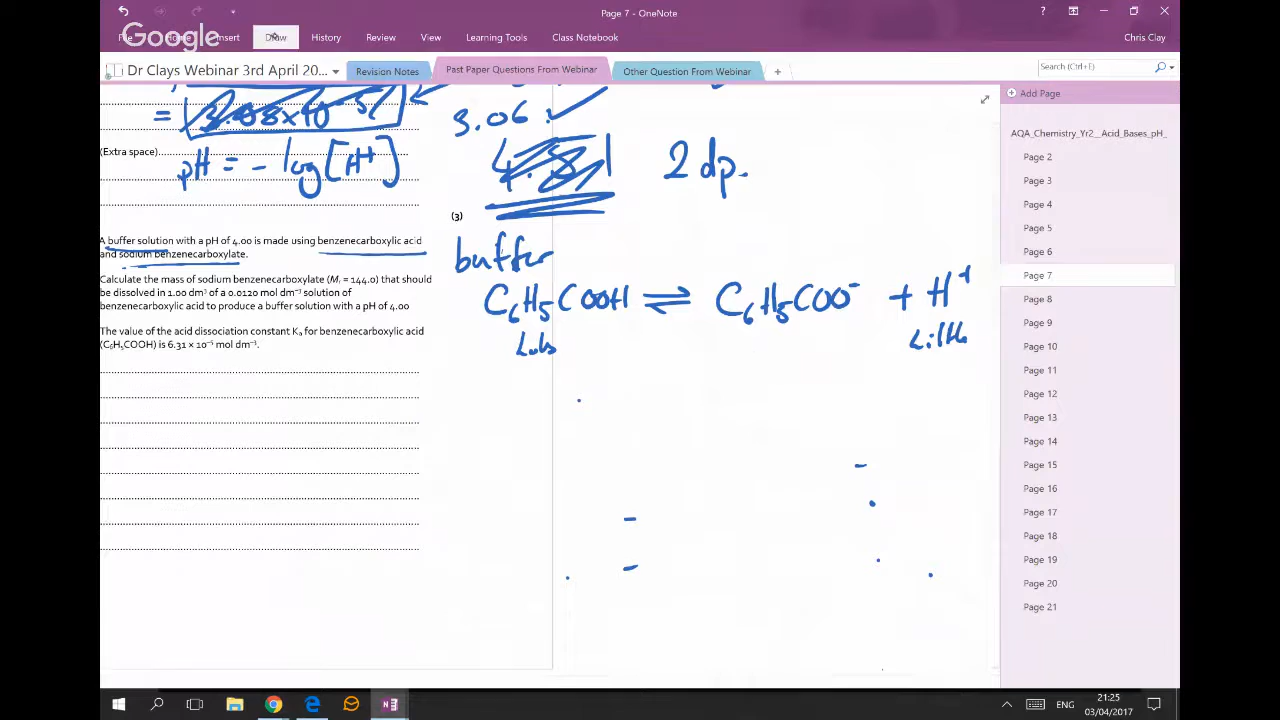 Page 7 - OneNote
Google
File Insert Draw History Review View Learning Tools Class Notebook
Chris Clay
Dr Clays Webinar 3rd April 20...
Revision Notes
Past Paper Questions From Webinar
Other Question From Webinar
Search (Ctrl+E)
Add Page
AQA_Chemistry_Yr2__Acid_Bases_pH_
Page 2
Page 3
Page 4
Page 5
Page 6
Page 7
Page 8
Page 9
Page 10
Page 11
Page 12
Page 13
Page 14
Page 15
Page 16
Page 17
Page 18
Page 19
Page 20
Page 21
=
3.06
(Extra space)
pH = - log[H+]
2 dp.
(3)
A buffer solution with a pH of 4.00 is made using benzenecarboxylic acid
and sodium benzenecarboxylate.
Calculate the mass of sodium benzenecarboxylate (Mr = 144.0) that should
be dissolved in 1.00 dm³ of a 0.0120 mol dm⁻³ solution of
benzenecarboxylic acid to produce a buffer solution with a pH of 4.00
The value of the acid dissociation constant Ka for benzenecarboxylic acid
(C₆H₅COOH) is 6.31 × 10⁻⁵ mol dm⁻³.
buffer
C₆H₅COOH ⇌ C₆H₅COO⁻ + H⁺
Lots
Little
ENG
21:25
03/04/2017